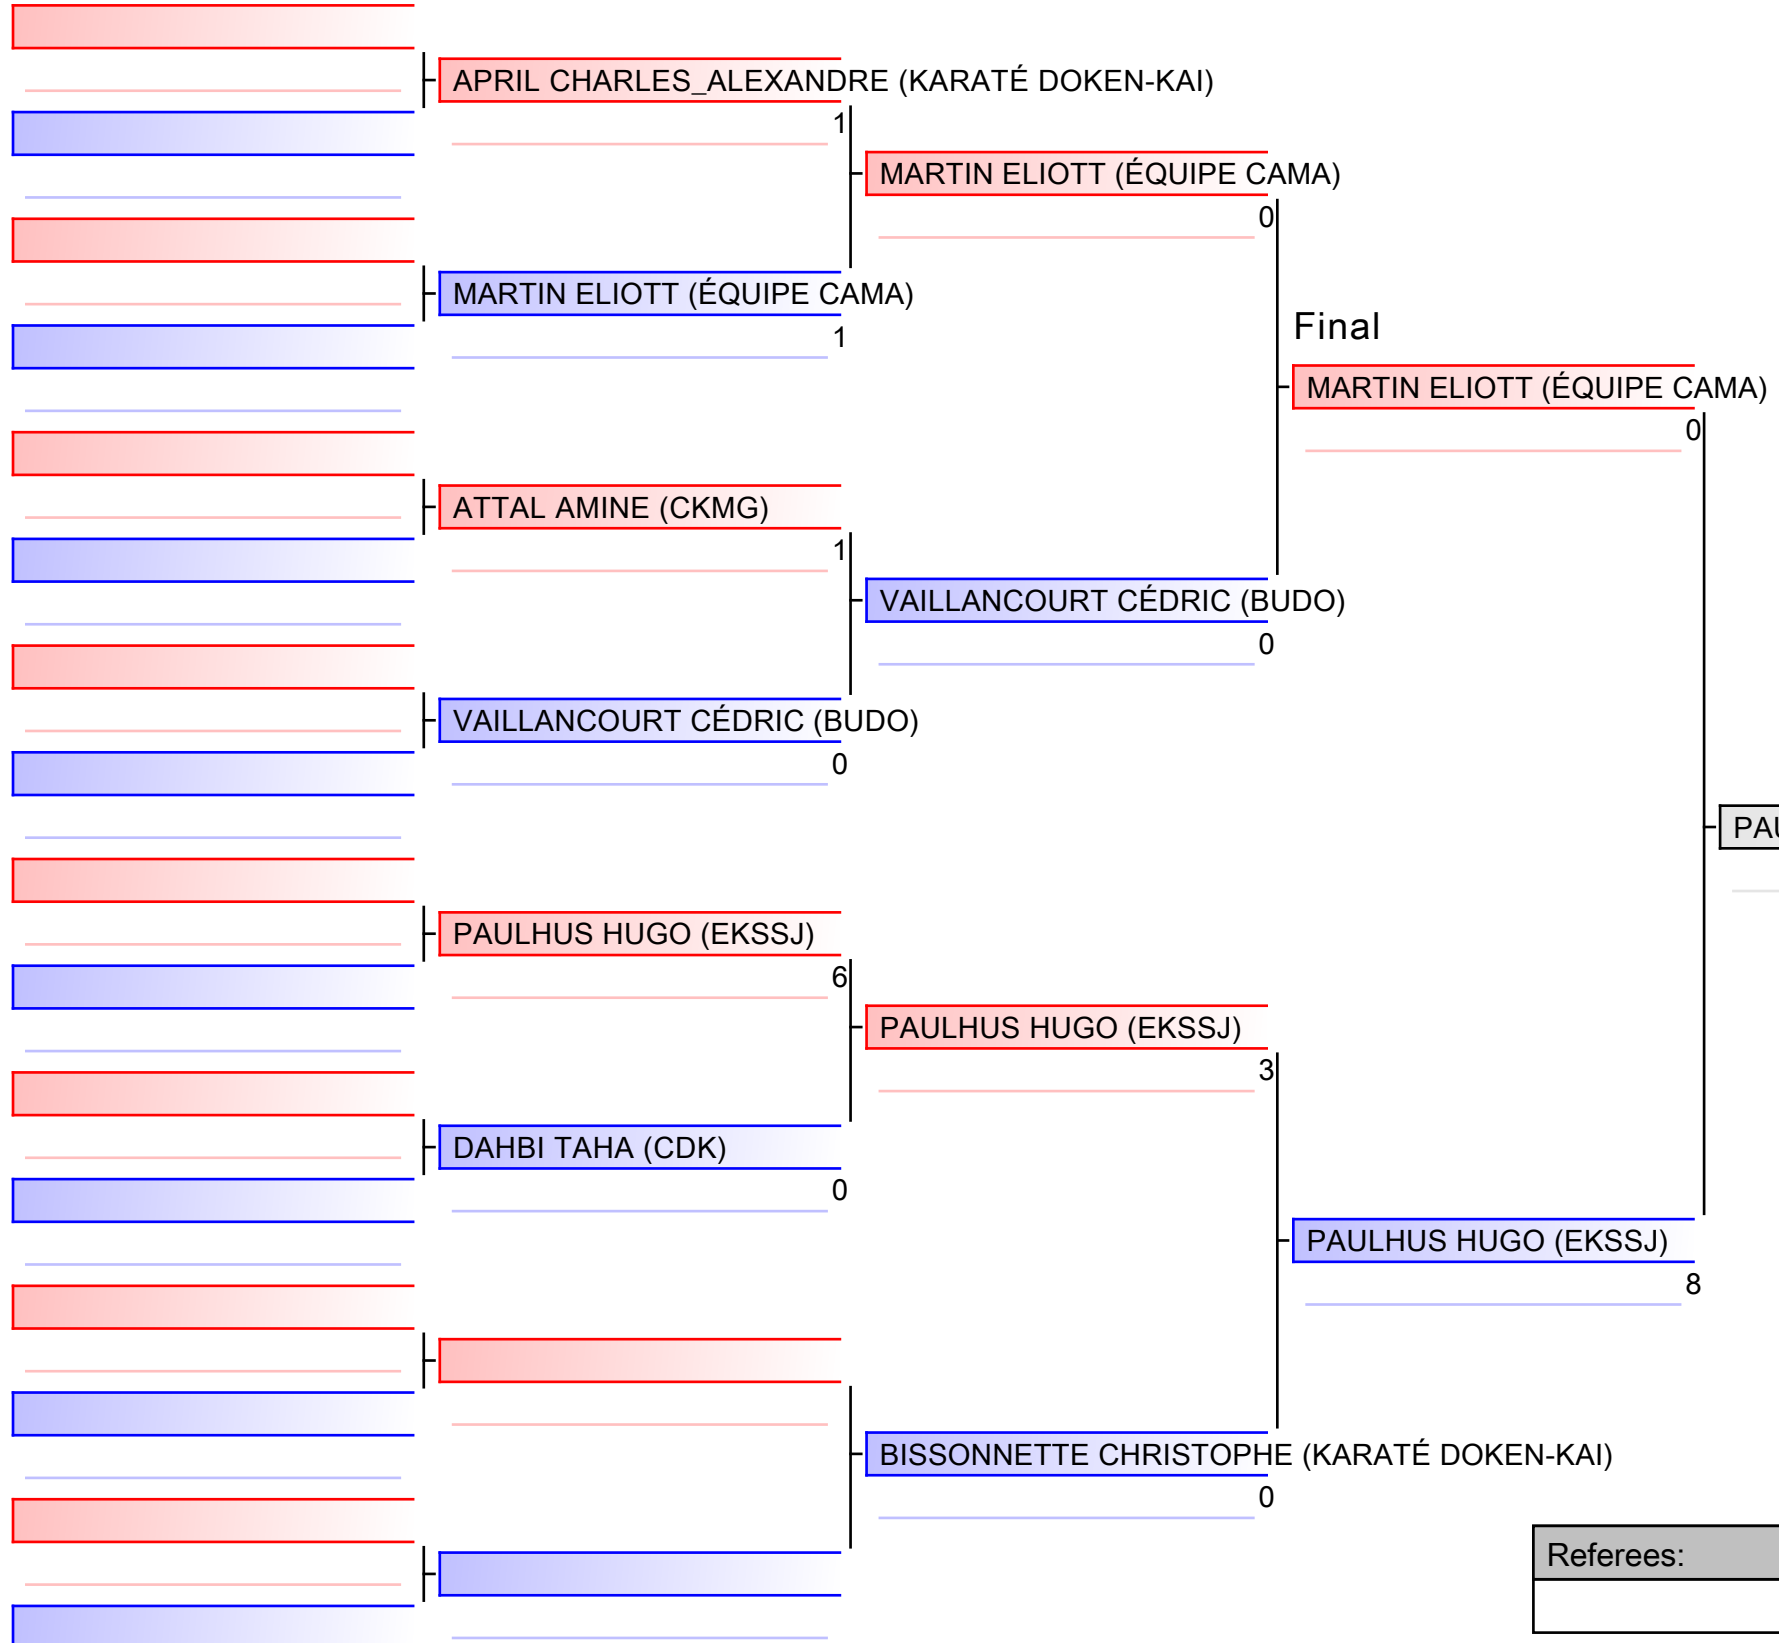 APRIL CHARLES_ALEXANDRE (KARATÉ DOKEN-KAI)
1
MARTIN ELIOTT (ÉQUIPE CAMA)
0
MARTIN ELIOTT (ÉQUIPE CAMA)
1
Final
MARTIN ELIOTT (ÉQUIPE CAMA)
0
ATTAL AMINE (CKMG)
1
VAILLANCOURT CÉDRIC (BUDO)
0
VAILLANCOURT CÉDRIC (BUDO)
0
PAU
PAULHUS HUGO (EKSSJ)
6
PAULHUS HUGO (EKSSJ)
3
DAHBI TAHA (CDK)
0
PAULHUS HUGO (EKSSJ)
8
BISSONNETTE CHRISTOPHE (KARATÉ DOKEN-KAI)
0
Referees: